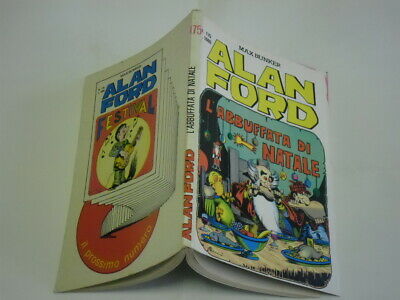 MAX BUNKER
ALAN
FORD
L'ABBUFFATA DI
NATALE
175
ALAN FORD
L'ABBUFFATA DI NATALE
ALAN
FORD
FESTIVAL
il prossimo numero